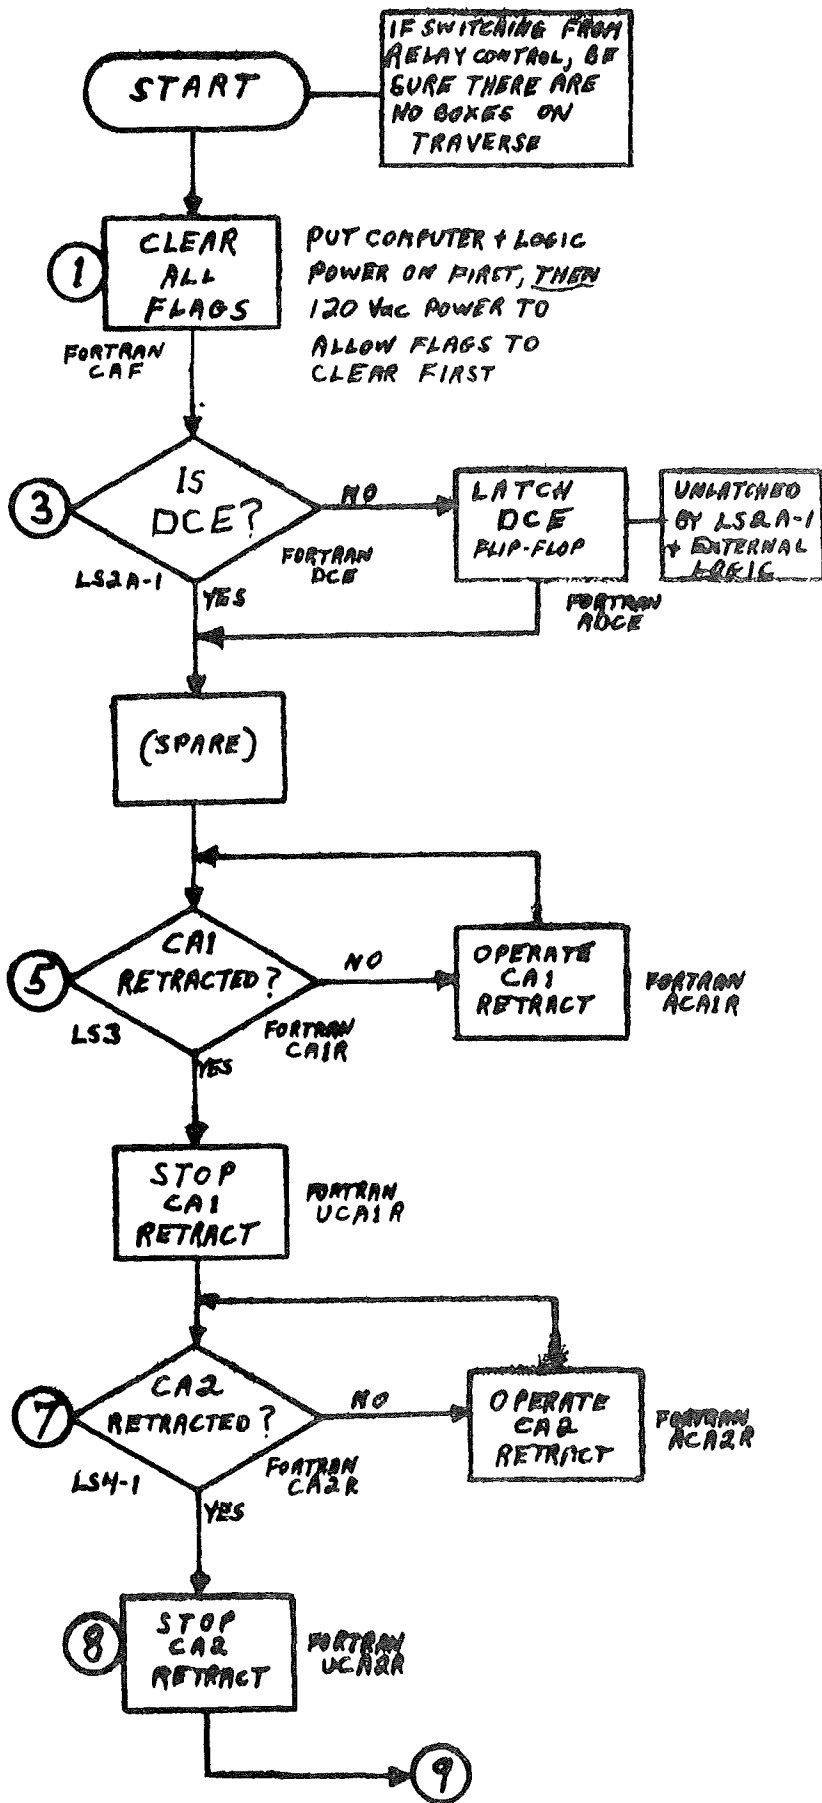 START
IF SWITCHING FROM
RELAY CONTROL, BE
SURE THERE ARE
NO BOXES ON
TRAVERSE
1
CLEAR
ALL
FLAGS
PUT COMPUTER + LOGIC
POWER ON FIRST, THEN
120 Vac POWER TO
ALLOW FLAGS TO
CLEAR FIRST
FORTRAN
CAF
3
IS
DCE?
NO
LATCH
DCE
FLIP-FLOP
UNLATCHED
BY LS2A-1
+ EXTERNAL
LOGIC
LS2A-1
YES
FORTRAN
DCE
FORTRAN
ADCE
(SPARE)
5
CA1
RETRACTED?
NO
OPERATE
CA1
RETRACT
FORTRAN
ACA1R
LS3
YES
FORTRAN
CA1R
STOP
CA1
RETRACT
FORTRAN
UCA1R
7
CA2
RETRACTED?
NO
OPERATE
CA2
RETRACT
FORTRAN
ACA2R
LS4-1
YES
FORTRAN
CA2R
8
STOP
CA2
RETRACT
FORTRAN
UCA2R
9